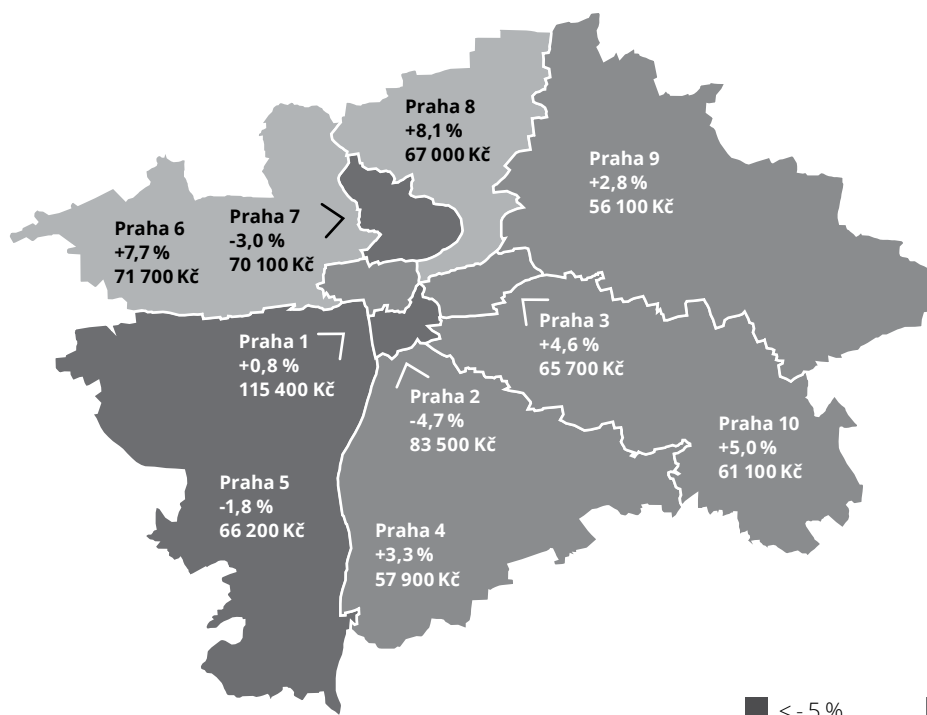 Praha 8
+8,1 %
67 000 Kč
Praha 9
+2,8 %
56 100 Kč
Praha 7
-3,0 %
70 100 Kč
Praha 6
+7,7 %
71 700 Kč
Praha 3
+4,6 %
65 700 Kč
Praha 1
+0,8 %
115 400 Kč
Praha 2
-4,7 %
83 500 Kč
Praha 10
+5,0 %
61 100 Kč
Praha 5
-1,8 %
66 200 Kč
Praha 4
+3,3 %
57 900 Kč
< - 5 %